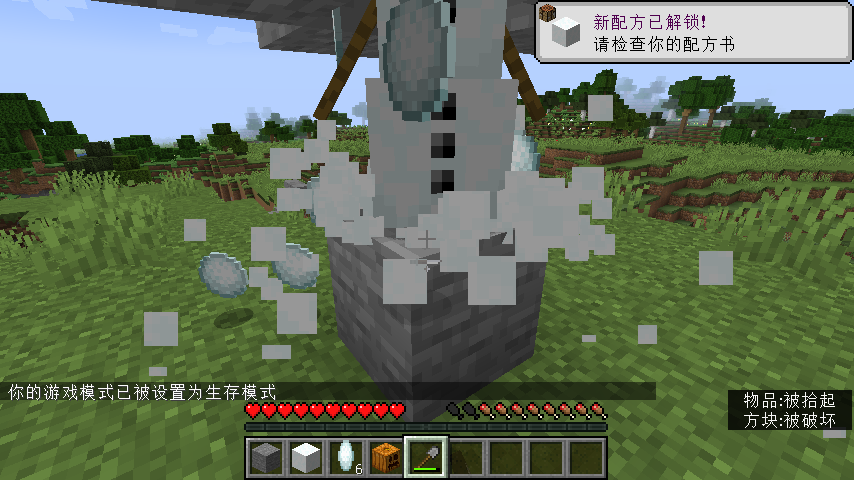 新配方已解锁!
请检查你的配方书
你的游戏模式已被设置为生存模式
物品:被拾起
方块:被破坏
6